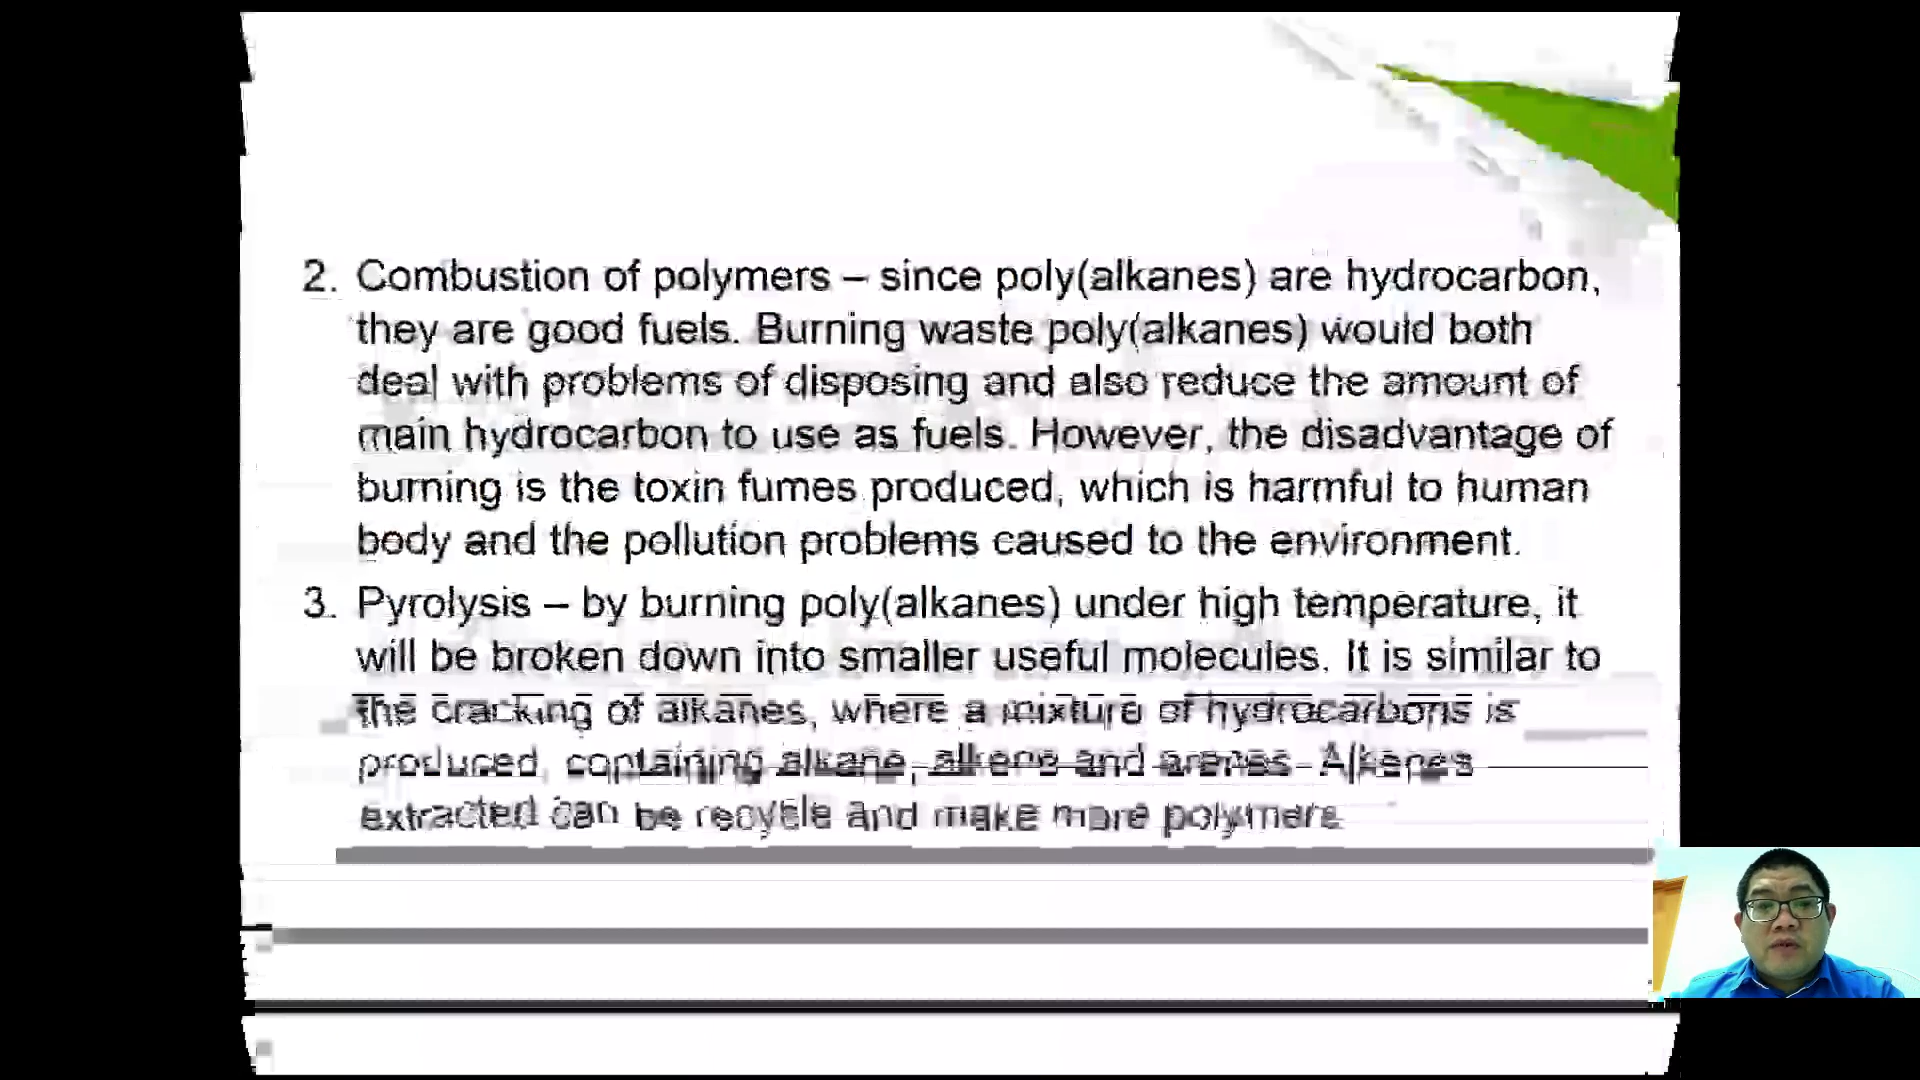 2. Combustion of polymers – since poly(alkanes) are hydrocarbon,
they are good fuels. Burning waste poly(alkanes) would both
deal with problems of disposing and also reduce the amount of
main hydrocarbon to use as fuels. However, the disadvantage of
burning is the toxin fumes produced, which is harmful to human
body and the pollution problems caused to the environment.
3. Pyrolysis – by burning poly(alkanes) under high temperature, it
will be broken down into smaller useful molecules. It is similar to
the cracking of alkanes, where a mixture of hydrocarbons is
produced, containing alkane, alkene and arenes. Alkenes
extracted can be recycle and make more polymers